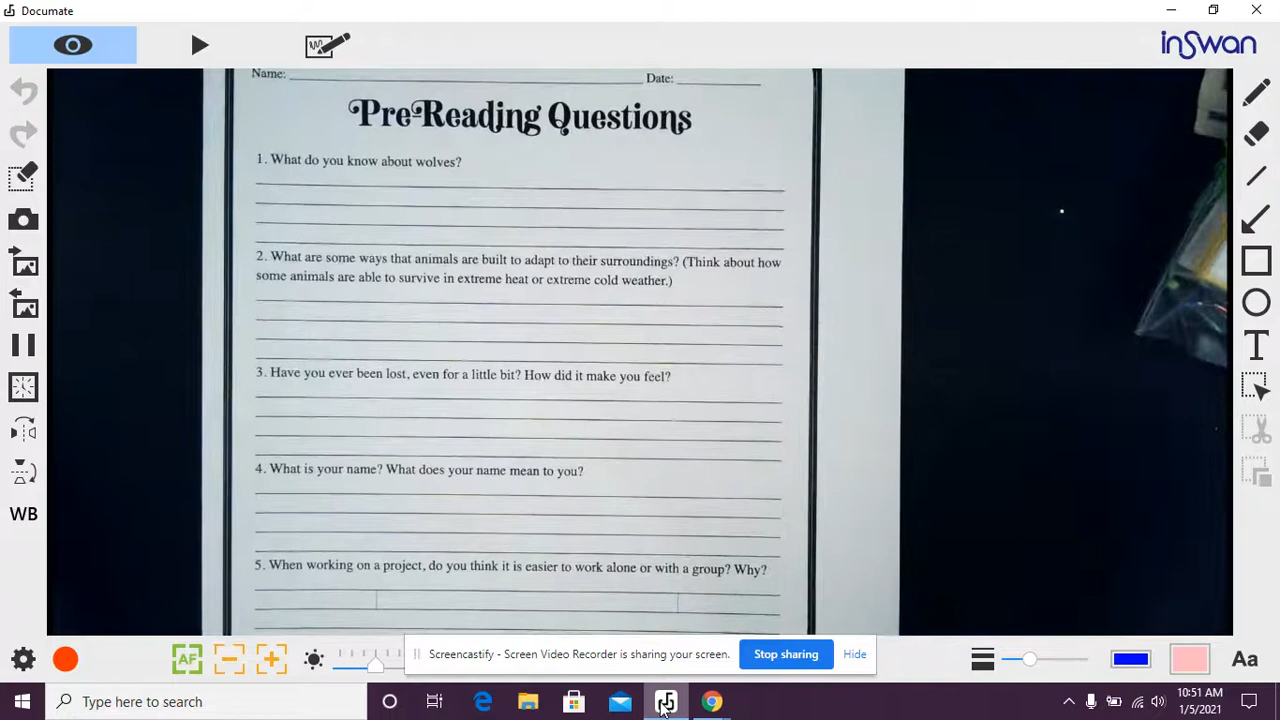 Documate
inSwan
Name: Date:
Pre-Reading Questions
1. What do you know about wolves?
2. What are some ways that animals are built to adapt to their surroundings? (Think about how
some animals are able to survive in extreme heat or extreme cold weather.)
3. Have you ever been lost, even for a little bit? How did it make you feel?
4. What is your name? What does your name mean to you?
5. When working on a project, do you think it is easier to work alone or with a group? Why?
WB
T
AF
Screencastify - Screen Video Recorder is sharing your screen. Stop sharing Hide
Aa
Type here to search
10:51 AM
1/5/2021